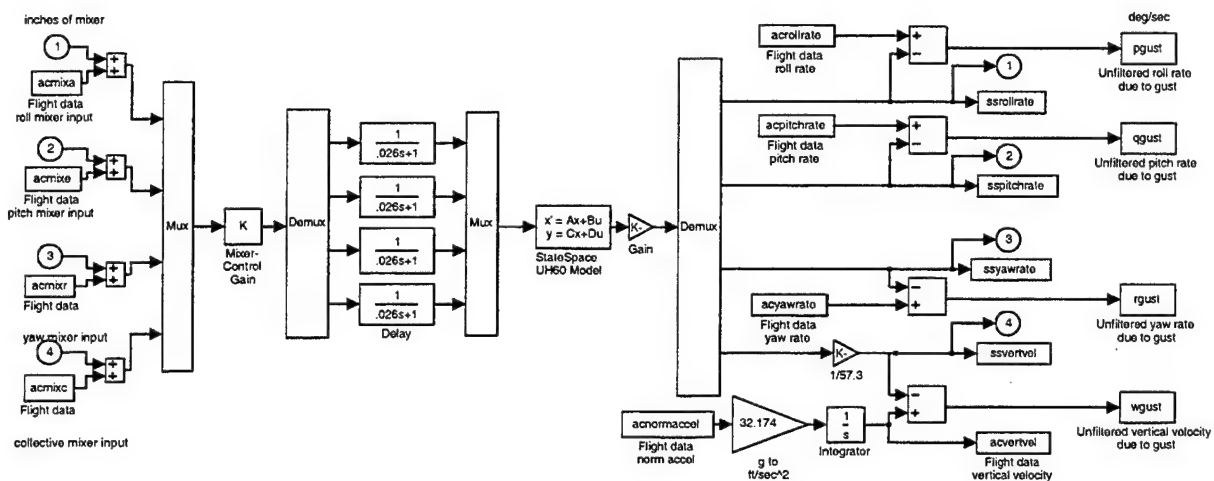 inches of mixer
1
acmixa
+
+
Flight data
roll mixer input
2
acmixe
+
+
Flight data
pitch mixer input
3
acmixr
+
+
Flight data
yaw mixer input
4
acmixc
+
+
Flight data
collective mixer input
Mux
K
Mixer-
Control
Gain
Demux
1
.026s+1
1
.026s+1
1
.026s+1
1
.026s+1
Delay
Mux
x' = Ax+Bu
y = Cx+Du
StateSpace
UH60 Model
K-
Gain
Demux
deg/sec
acrollrate
Flight data
roll rate
+
−
pgust
Unfiltered roll rate
due to gust
1
ssrollrate
acpitchrate
Flight data
pitch rate
+
−
qgust
Unfiltered pitch rate
due to gust
2
sspitchrate
3
ssyawrate
acyawrate
Flight data
yaw rate
−
+
rgust
Unfiltered yaw rate
due to gust
4
ssvertvel
K-
1/57.3
acnormaccel
Flight data
norm accel
32.174
g to
ft/sec^2
1
s
Integrator
−
+
wgust
Unfiltered vertical velocity
due to gust
acvertvel
Flight data
vertical velocity